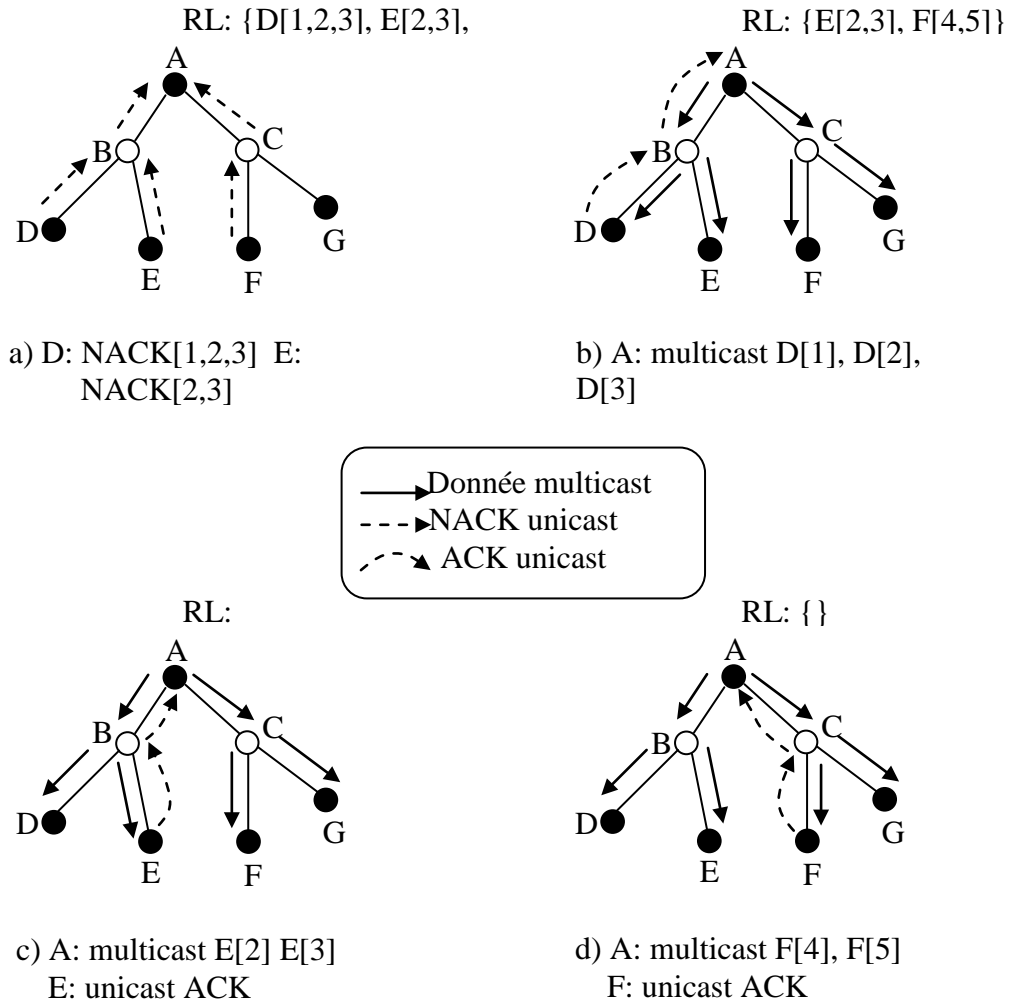 RL: {D[1,2,3], E[2,3],
A
B
C
D
E
F
G
a) D: NACK[1,2,3] E:
NACK[2,3]
RL: {E[2,3], F[4,5]}
A
B
C
D
E
F
G
b) A: multicast D[1], D[2],
D[3]
Donnée multicast
NACK unicast
ACK unicast
RL:
A
B
C
D
E
F
G
c) A: multicast E[2] E[3]
E: unicast ACK
RL: {}
A
B
C
D
E
F
G
d) A: multicast F[4], F[5]
F: unicast ACK